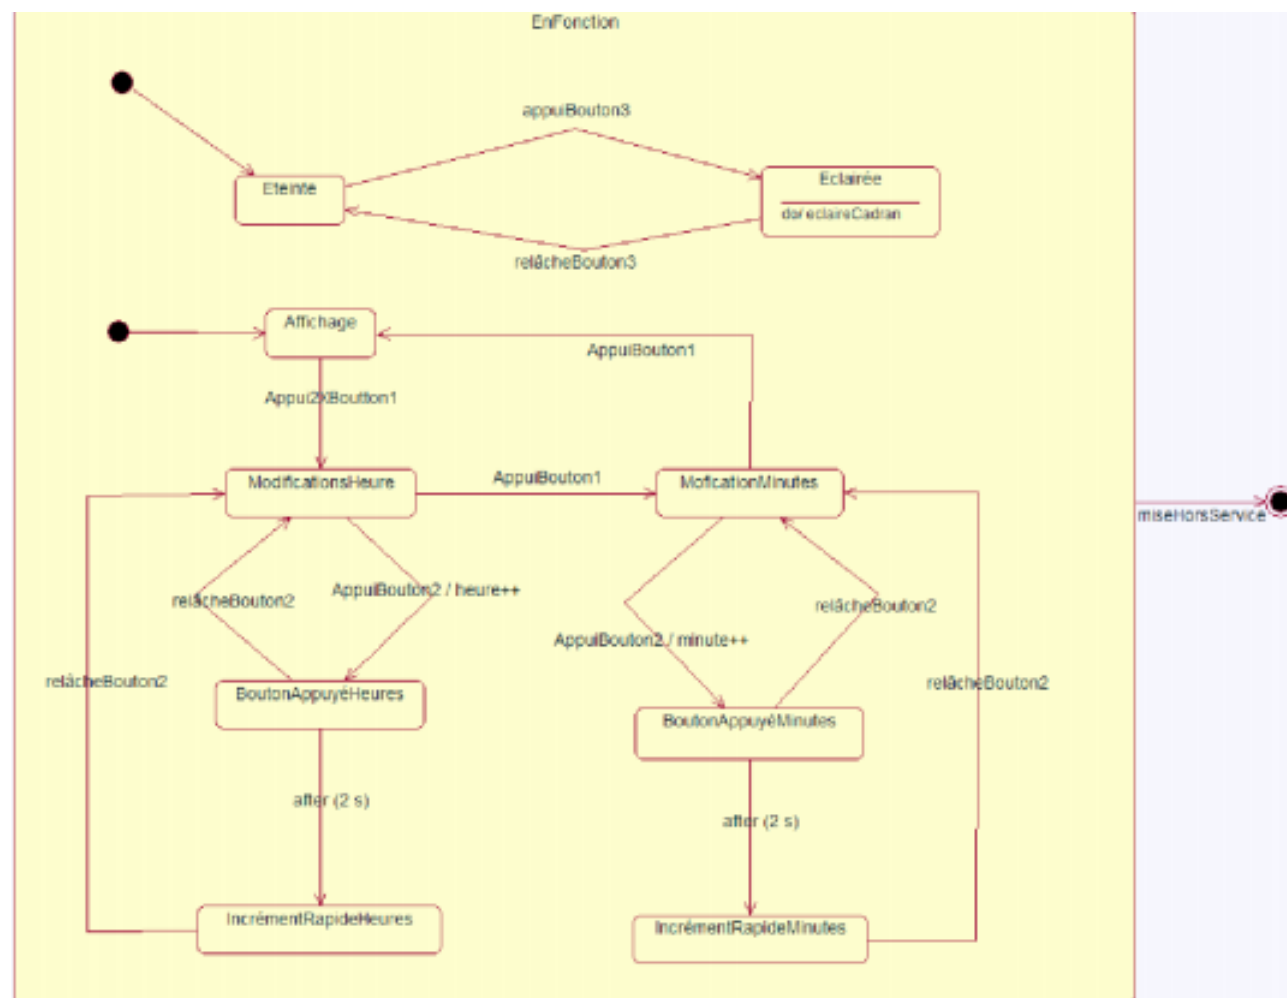 EnFonction
appuiBouton3
Eteinte
Eclairée
do/ eclaireCadran
relâcheBouton3
Affichage
AppuiBouton1
Appui2XBoutton1
ModificationsHeure
AppuiBouton1
MoficationMinutes
miseHorsService
relâcheBouton2
AppuiBouton2 / heure++
relâcheBouton2
AppuiBouton2 / minute++
relâcheBouton2
BoutonAppuyéHeures
relâcheBouton2
BoutonAppuyéMinutes
after (2 s)
after (2 s)
IncrémentRapideHeures
IncrémentRapideMinutes